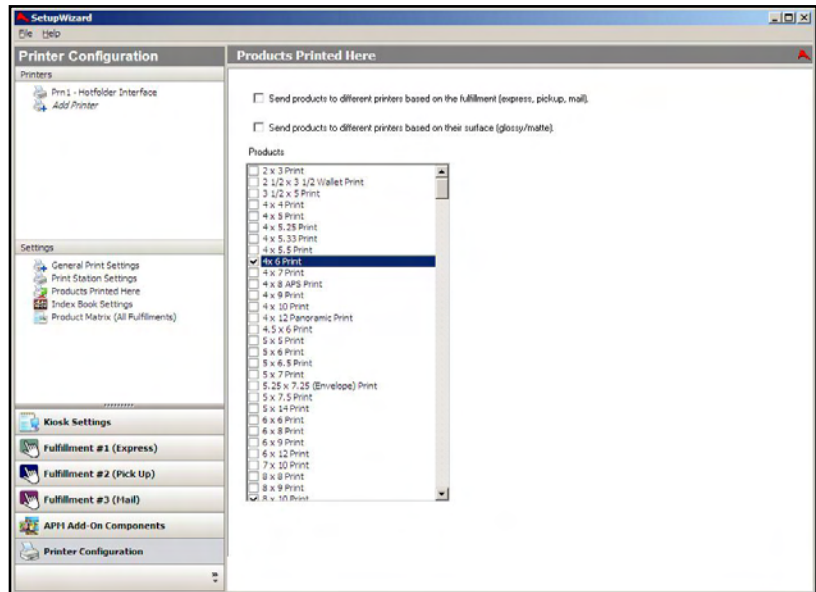 SetupWizard
File Help
Printer Configuration
Printers
Prn1 - Hotfolder Interface
Add Printer
Settings
General Print Settings
Print Station Settings
Products Printed Here
Index Book Settings
Product Matrix (All Fulfillments)
Kiosk Settings
Fulfillment #1 (Express)
Fulfillment #2 (Pick Up)
Fulfillment #3 (Mail)
APM Add-On Components
Printer Configuration
Products Printed Here
Send products to different printers based on the fulfillment (express, pickup, mail).
Send products to different printers based on their surface (glossy/matte).
Products
2 x 3 Print
2 1/2 x 3 1/2 Wallet Print
3 1/2 x 5 Print
4 x 4 Print
4 x 5 Print
4 x 5.25 Print
4 x 5.33 Print
4 x 5.5 Print
4x 6 Print
4 x 7 Print
4 x 8 APS Print
4 x 9 Print
4 x 10 Print
4 x 12 Panoramic Print
4.5 x 6 Print
5 x 5 Print
5 x 6 Print
5 x 6.5 Print
5 x 7 Print
5.25 x 7.25 (Envelope) Print
5 x 7.5 Print
5 x 14 Print
6 x 6 Print
6 x 8 Print
6 x 9 Print
6 x 12 Print
7 x 10 Print
8 x 8 Print
8 x 9 Print
8 x 10 Print